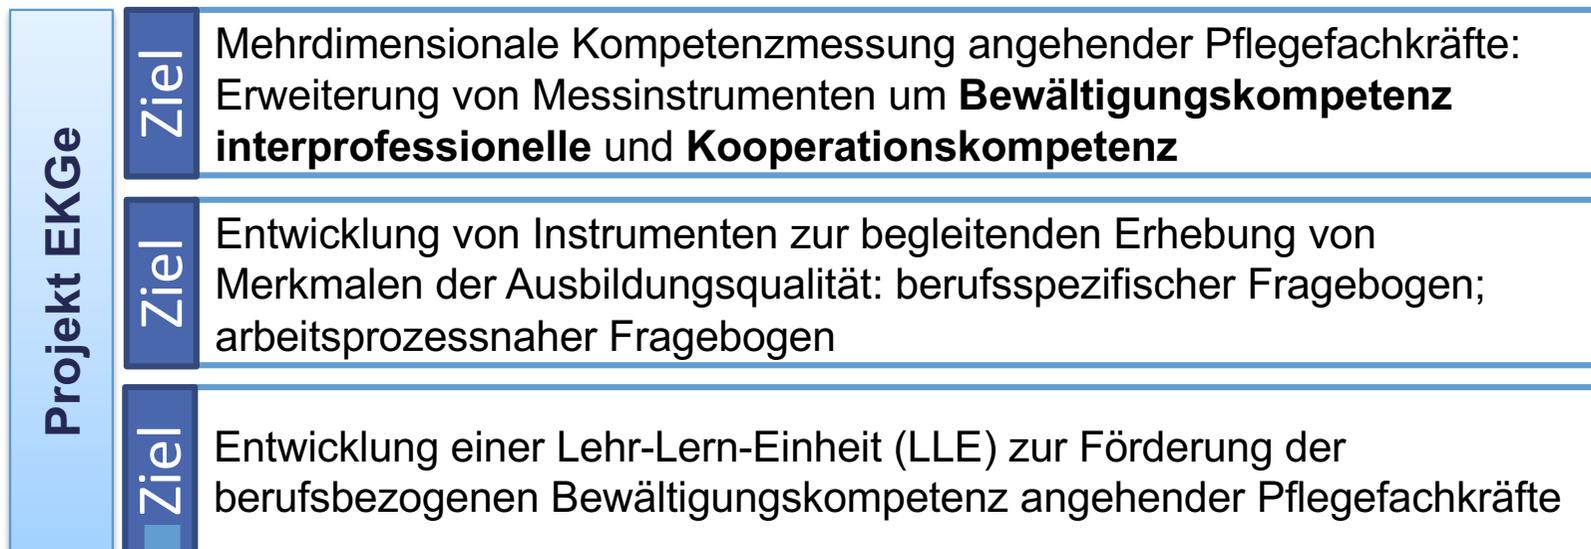 Projekt EKGe
Ziel
Mehrdimensionale Kompetenzmessung angehender Pflegefachkräfte:
Erweiterung von Messinstrumenten um Bewältigungskompetenz
interprofessionelle und Kooperationskompetenz
Ziel
Entwicklung von Instrumenten zur begleitenden Erhebung von
Merkmalen der Ausbildungsqualität: berufsspezifischer Fragebogen;
arbeitsprozessnaher Fragebogen
Ziel
Entwicklung einer Lehr-Lern-Einheit (LLE) zur Förderung der
berufsbezogenen Bewältigungskompetenz angehender Pflegefachkräfte